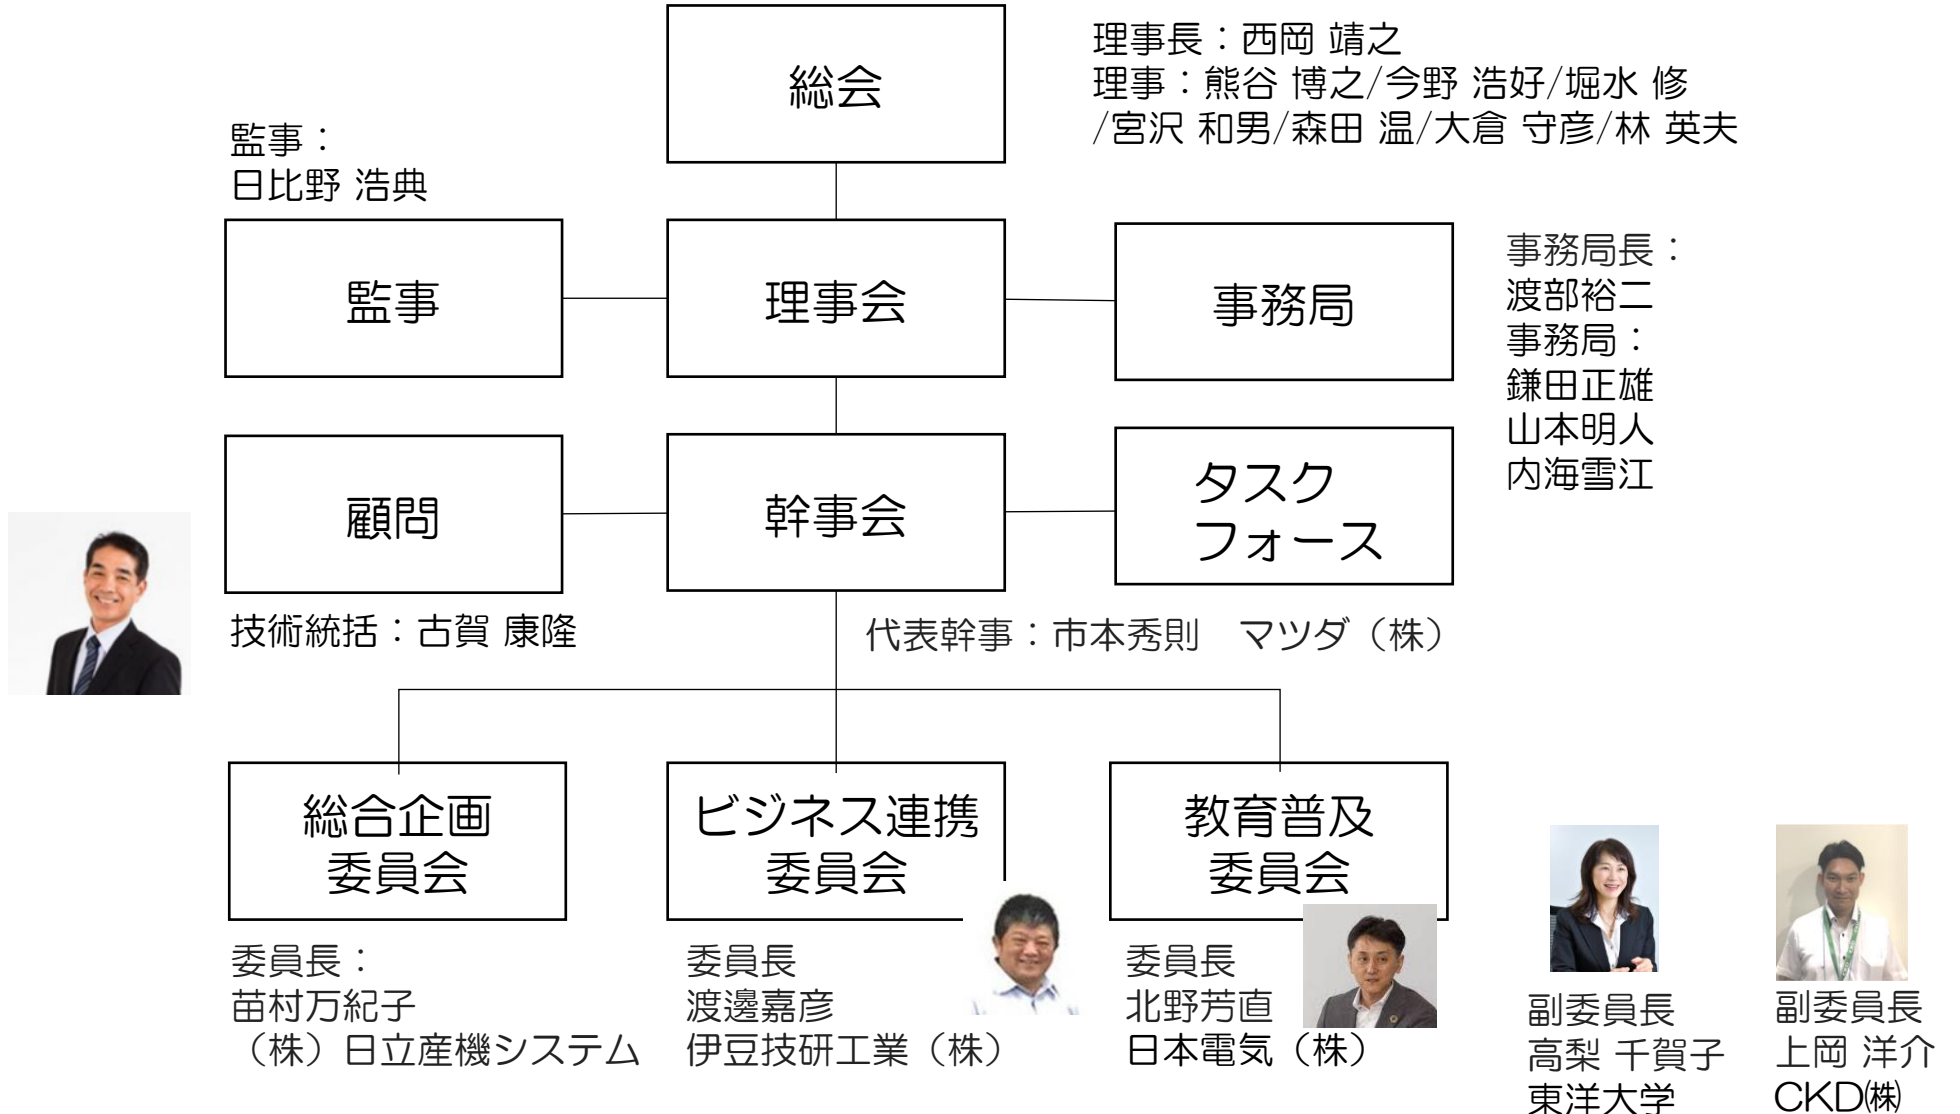 総会
理事長：西岡 靖之
理事：熊谷 博之/今野 浩好/堀水 修
/宮沢 和男/森田 温/大倉 守彦/林 英夫
監事：
日比野 浩典
監事
理事会
事務局
事務局長：
渡部裕二
事務局：
鎌田正雄
山本明人
内海雪江
顧問
幹事会
タスク
フォース
技術統括：古賀 康隆
代表幹事：市本秀則　マツダ（株）
総合企画
委員会
ビジネス連携
委員会
教育普及
委員会
委員長：
苗村万紀子
（株）日立産機システム
委員長
渡邊嘉彦
伊豆技研工業（株）
委員長
北野芳直
日本電気（株）
副委員長
高梨 千賀子
東洋大学
副委員長
上岡 洋介
CKD㈱